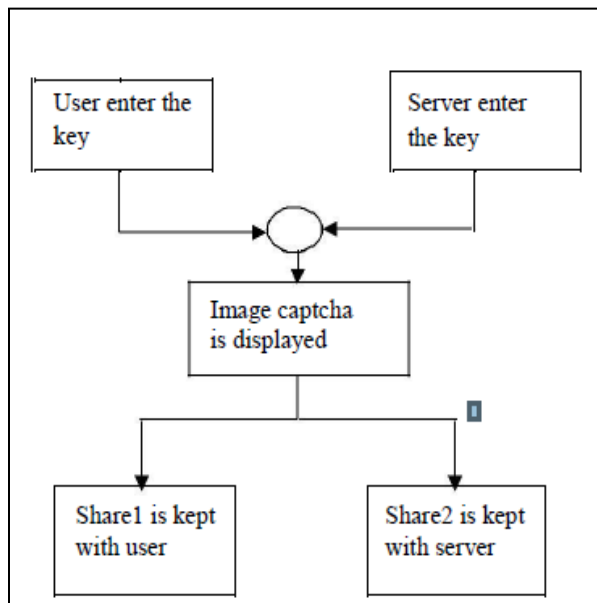 User enter the
key
Server enter
the key
Image captcha
is displayed
Share1 is kept
with user
Share2 is kept
with server